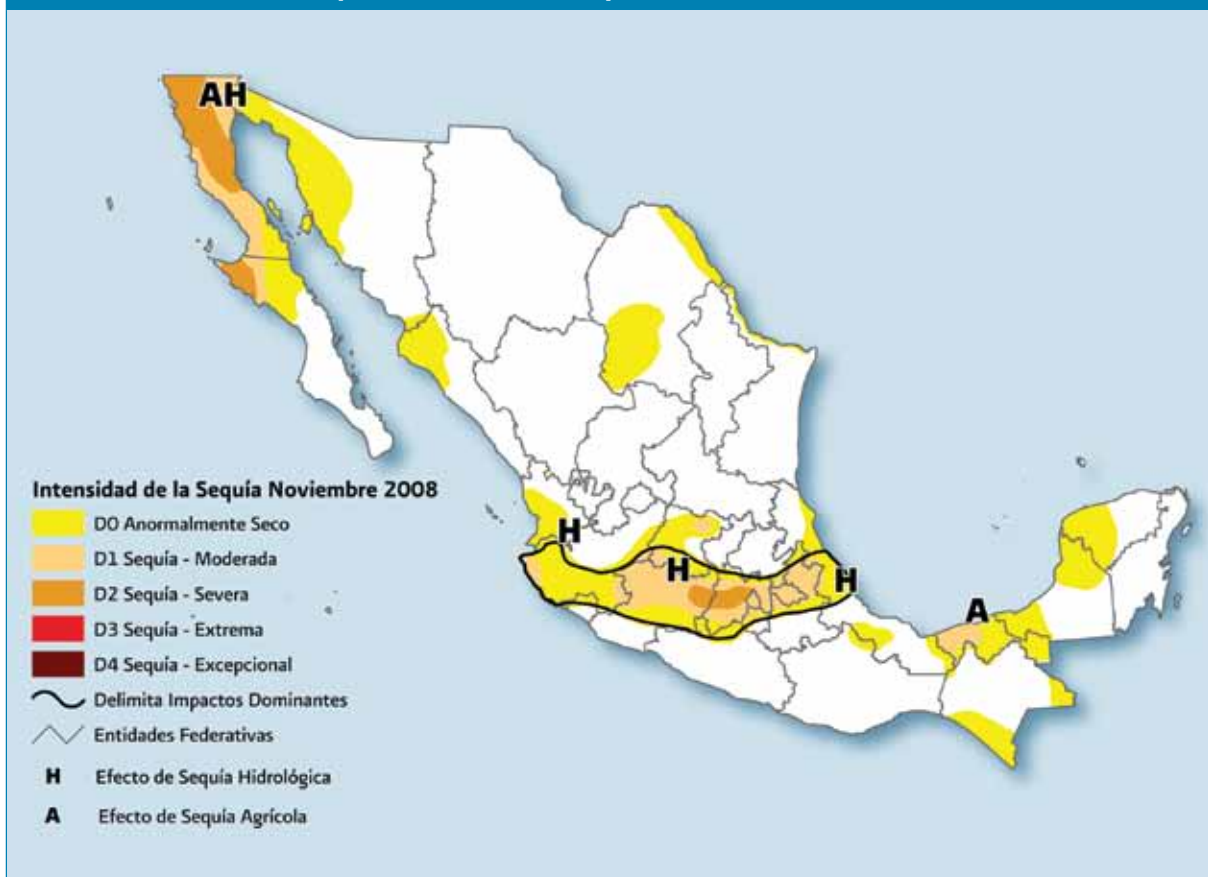 AH
H
H
H
A
Intensidad de la Sequía Noviembre 2008
D0 Anormalmente Seco
D1 Sequía - Moderada
D2 Sequía - Severa
D3 Sequía - Extrema
D4 Sequía - Excepcional
Delimita Impactos Dominantes
Entidades Federativas
H Efecto de Sequía Hidrológica
A Efecto de Sequía Agrícola